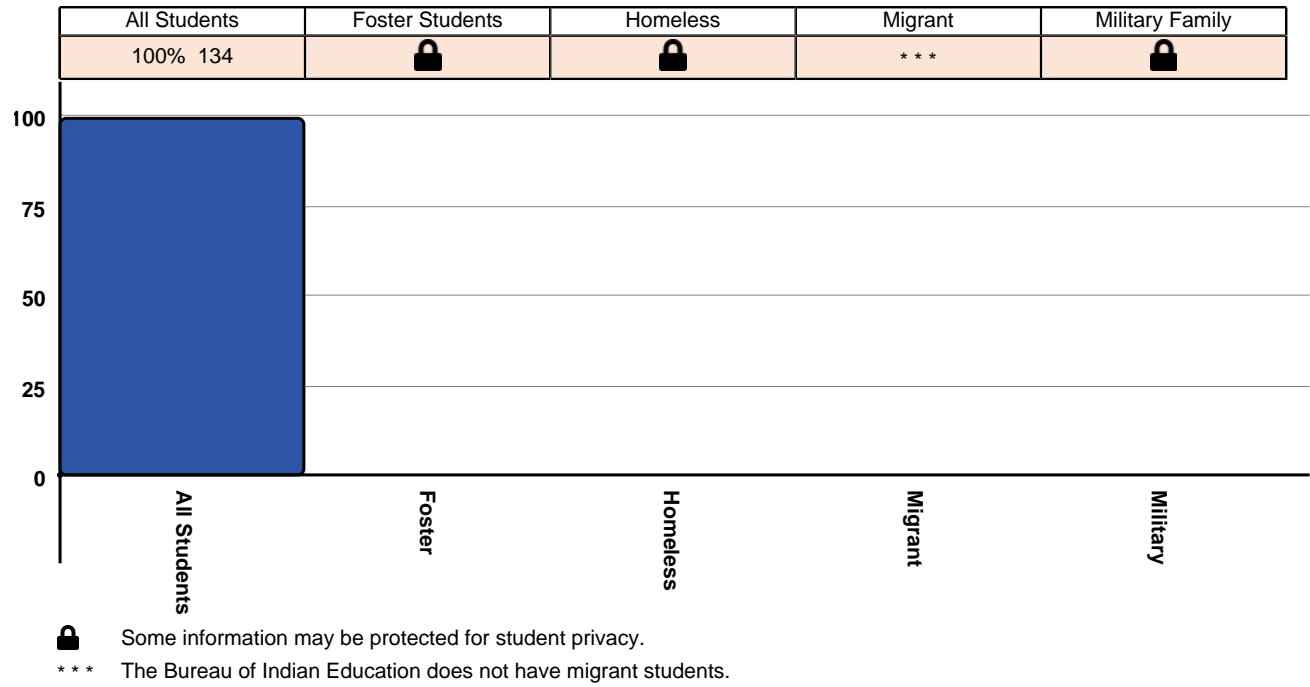 All Students Foster Students Homeless Migrant Military Family
100% 134 * * *
100
75
50
25
0
All Students
Foster
Homeless
Migrant
Military
Some information may be protected for student privacy.
* * * The Bureau of Indian Education does not have migrant students.